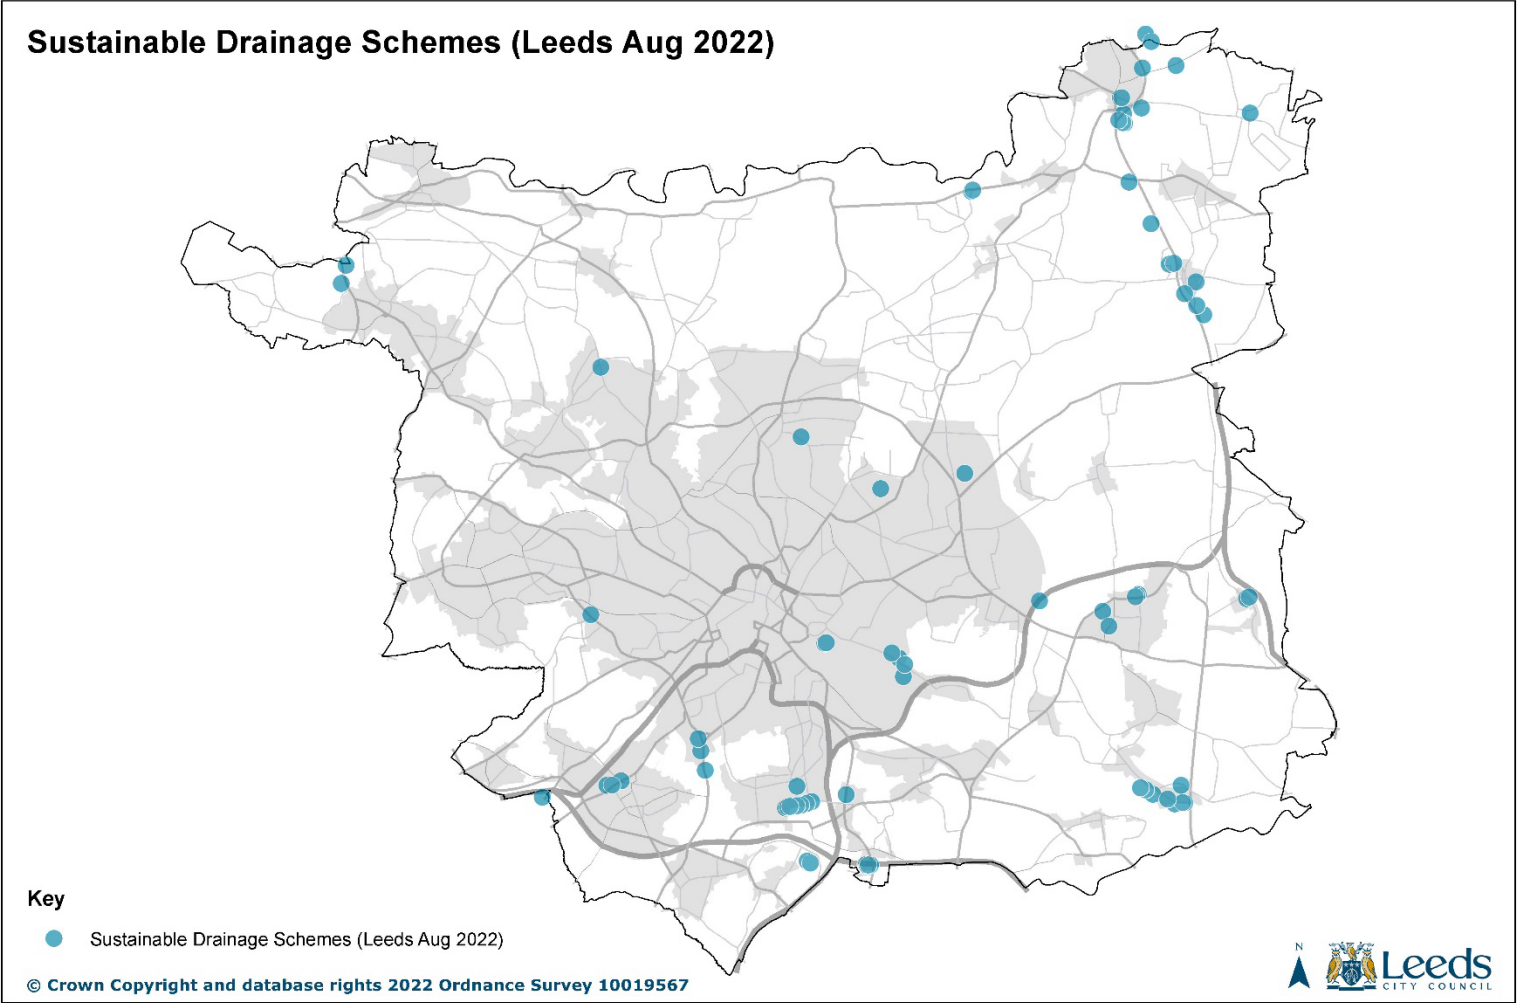 Sustainable Drainage Schemes (Leeds Aug 2022)
Key
Sustainable Drainage Schemes (Leeds Aug 2022)
© Crown Copyright and database rights 2022 Ordnance Survey 10019567
N
Leeds
CITY COUNCIL